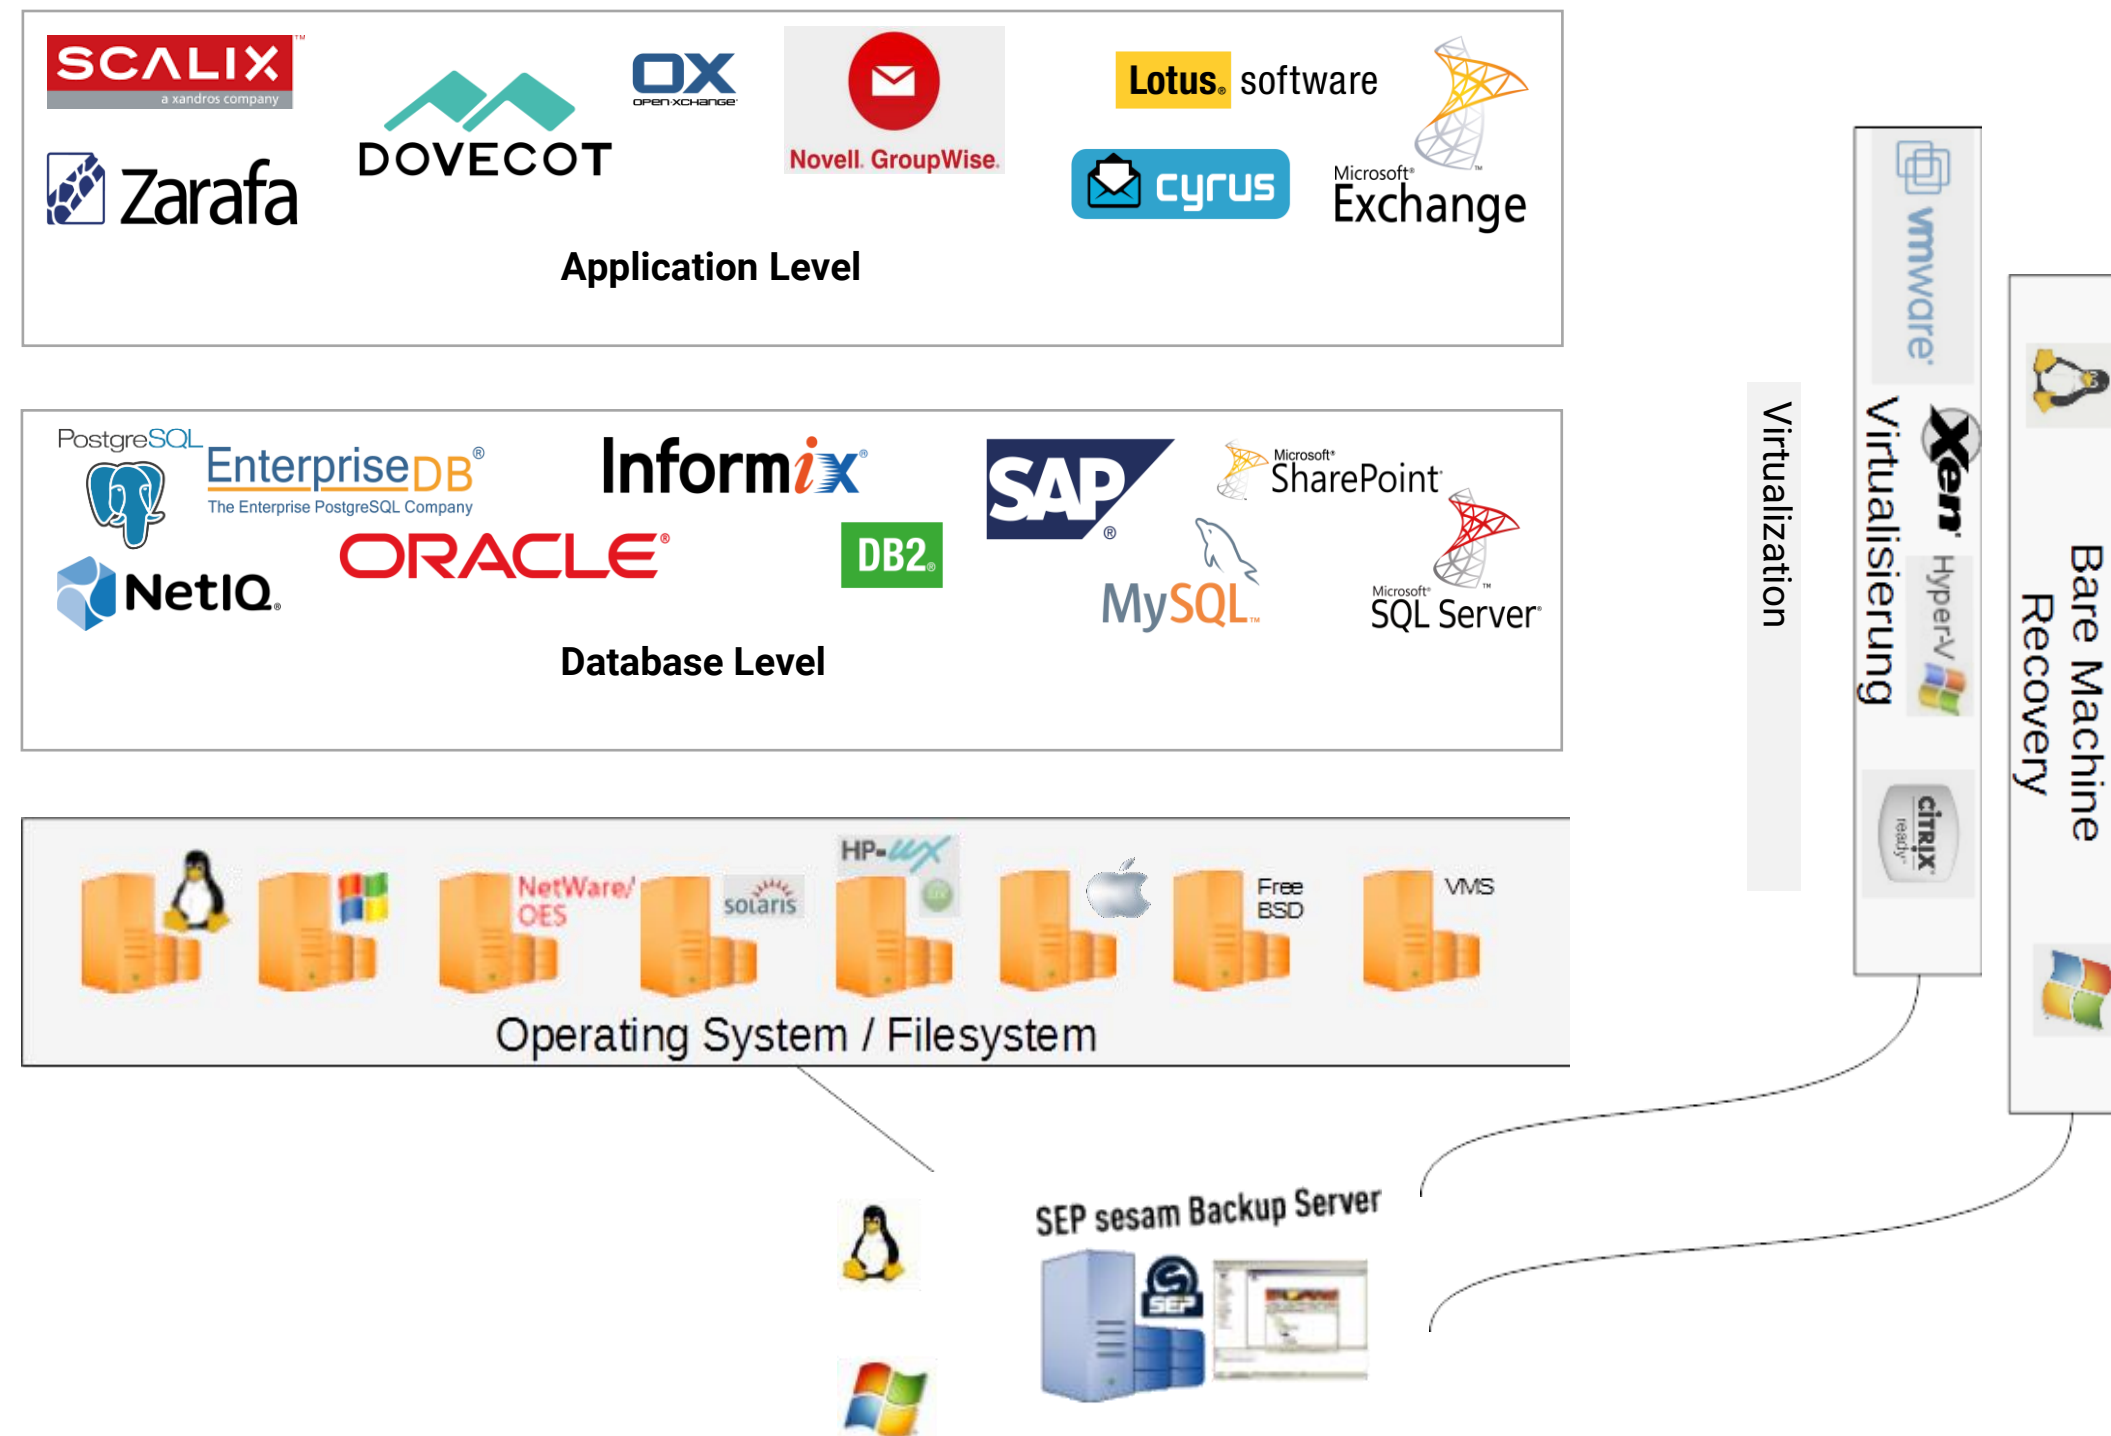 SCALIX™
a xandros company
Zarafa
DOVECOT
OX
OPEN-XCHANGE
Novell. GroupWise.
Lotus. software
cyrus
Microsoft®
Exchange
Application Level
PostgreSQL
EnterpriseDB®
The Enterprise PostgreSQL Company
NetIQ.
Informix®
ORACLE®
DB2.
SAP®
Microsoft®
SharePoint
MySQL™
Microsoft®
SQL Server
Database Level
NetWare/
OES
solaris
HP-UX
Free
BSD
VMS
Operating System / Filesystem
Virtualization
vmware
Xen
Virtualisierung
Hyper-V
CITRIX
ready
Bare Machine
Recovery
SEP sesam Backup Server
SEP